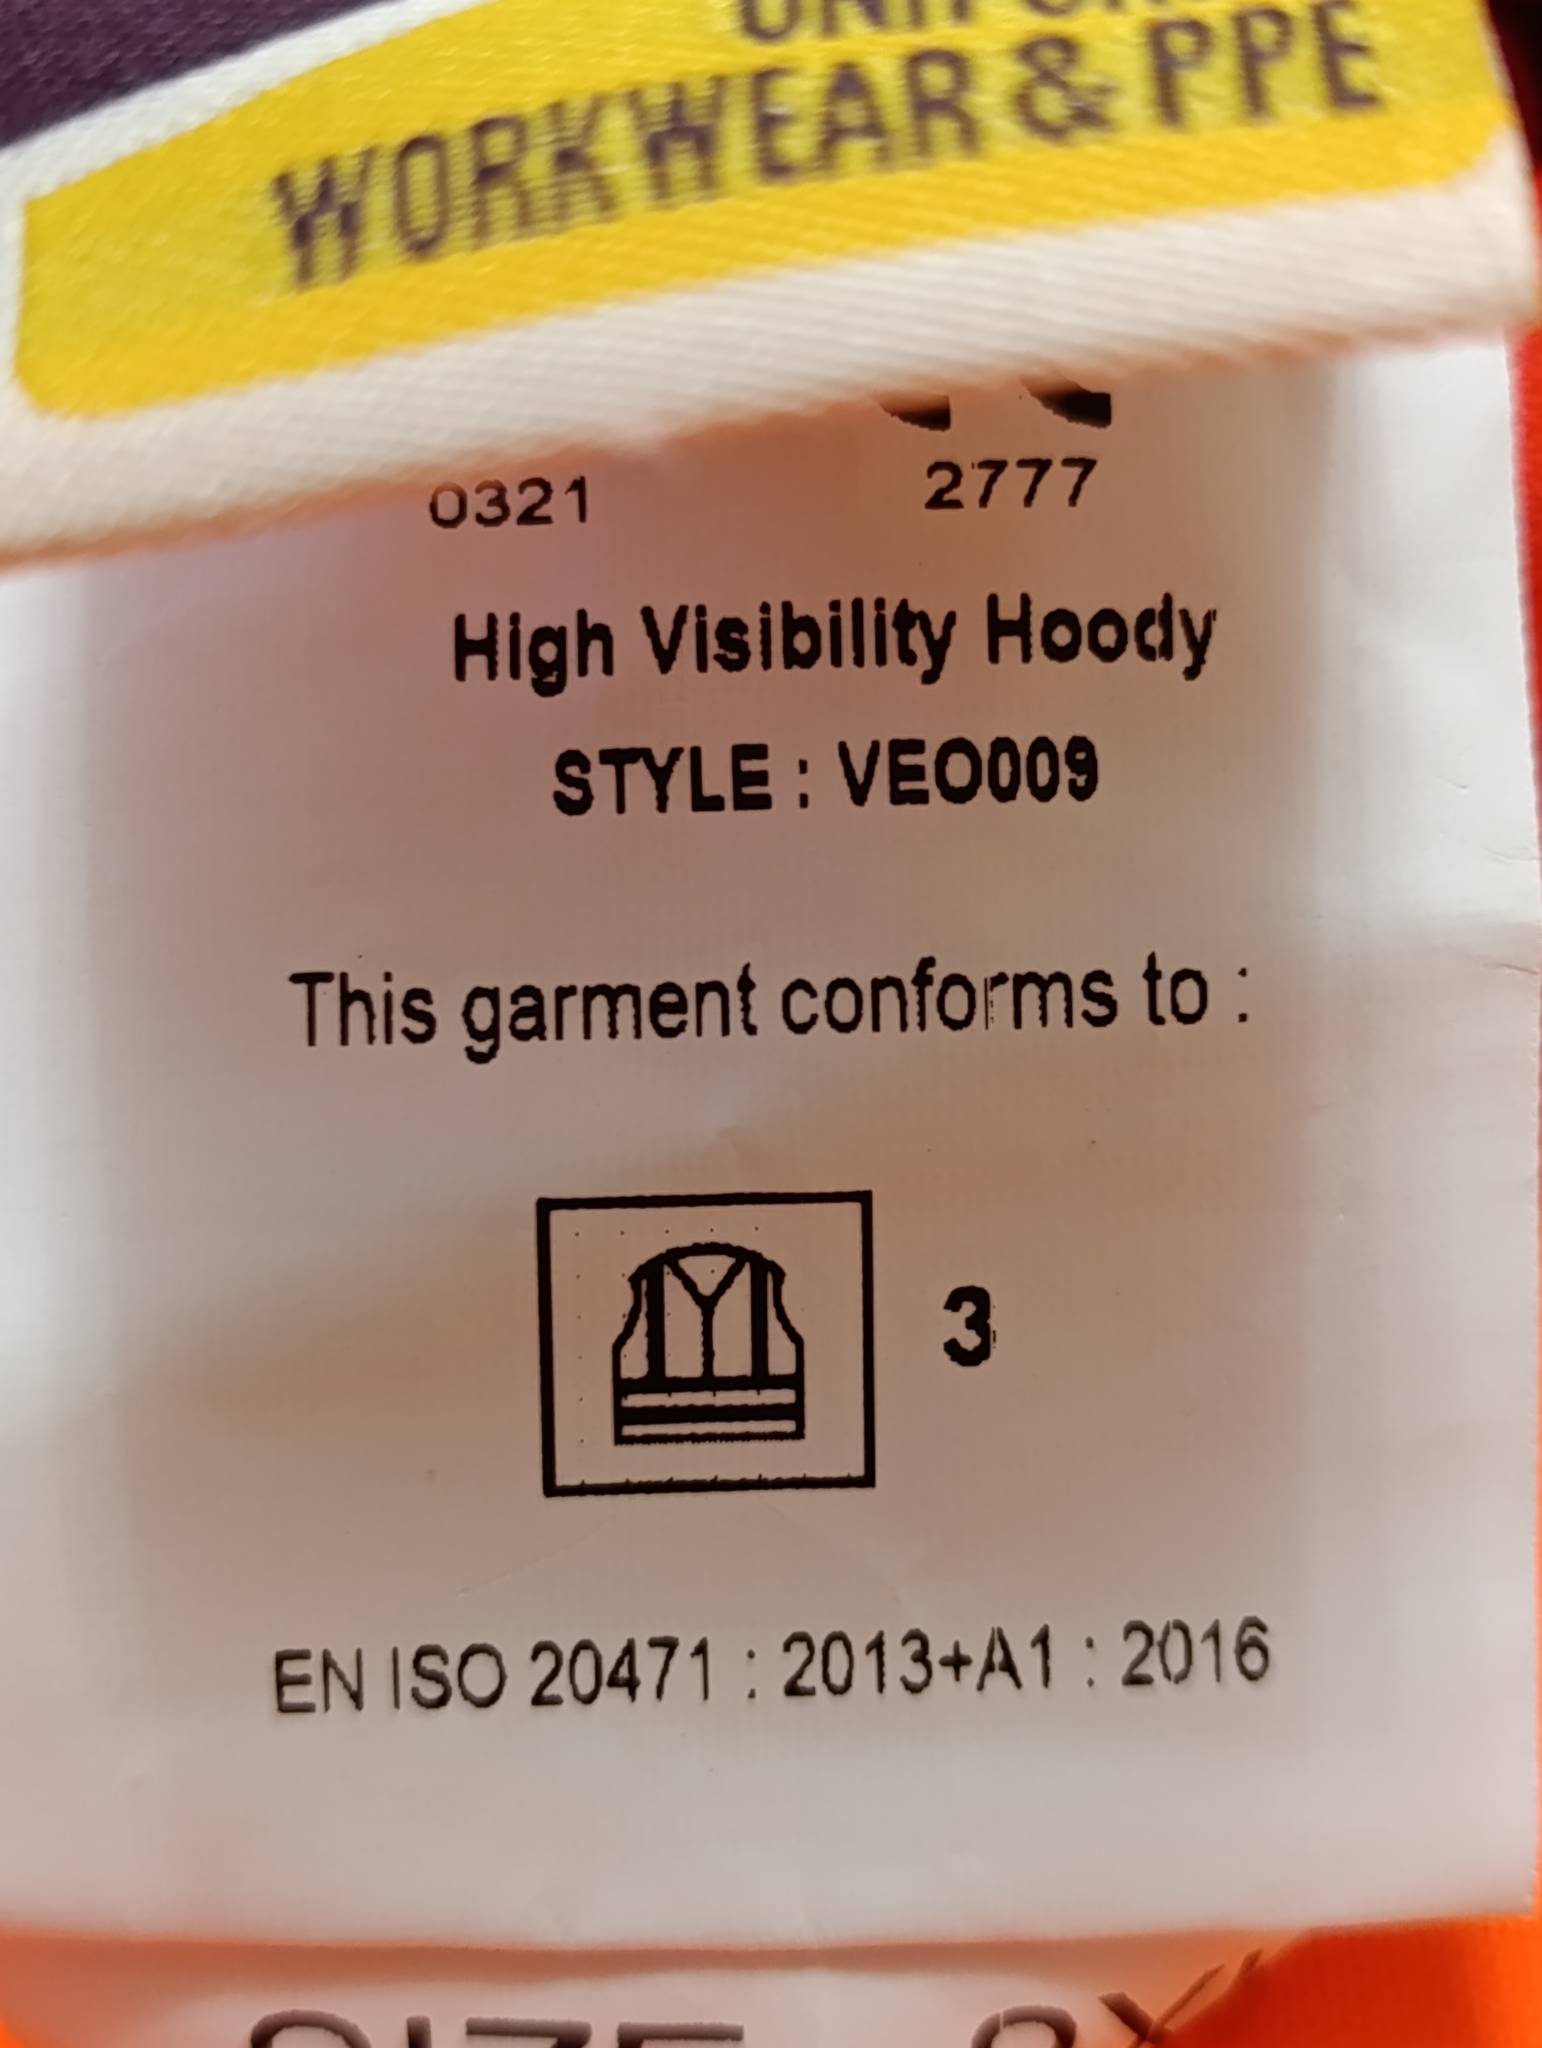 WORKWEAR & PPE
0321 2777
High Visibility Hoody
STYLE : VEO009
This garment conforms to :
3
EN ISO 20471 : 2013+A1 : 2016
SIZE